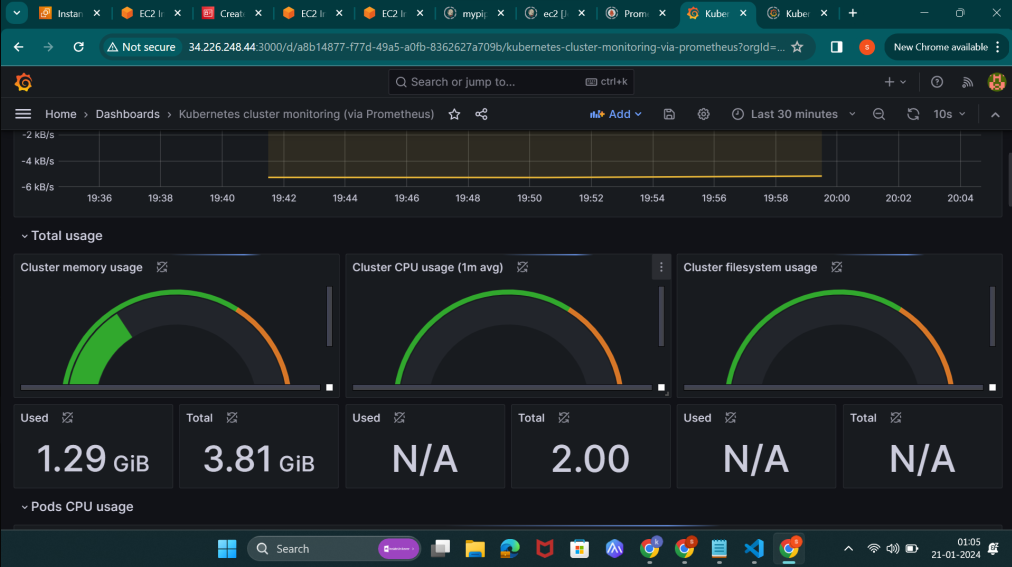 Instan
EC2 In
Create
EC2 In
EC2 In
mypip
ec2 [J
Prome
Kuber
Kuber
Not secure
34.226.248.44:3000/d/a8b14877-f77d-49a5-a0fb-8362627a709b/kubernetes-cluster-monitoring-via-prometheus?orgId=...
s
New Chrome available
Search or jump to...
ctrl+k
Home > Dashboards > Kubernetes cluster monitoring (via Prometheus)
Add
Last 30 minutes
10s
-2 kB/s
-4 kB/s
-6 kB/s
19:36 19:38 19:40 19:42 19:44 19:46 19:48 19:50 19:52 19:54 19:56 19:58 20:00 20:02 20:04
Total usage
Cluster memory usage
Cluster CPU usage (1m avg)
Cluster filesystem usage
Used
Total
Used
Total
Used
Total
1.29 GiB
3.81 GiB
N/A
2.00
N/A
N/A
Pods CPU usage
Search
01:05
21-01-2024